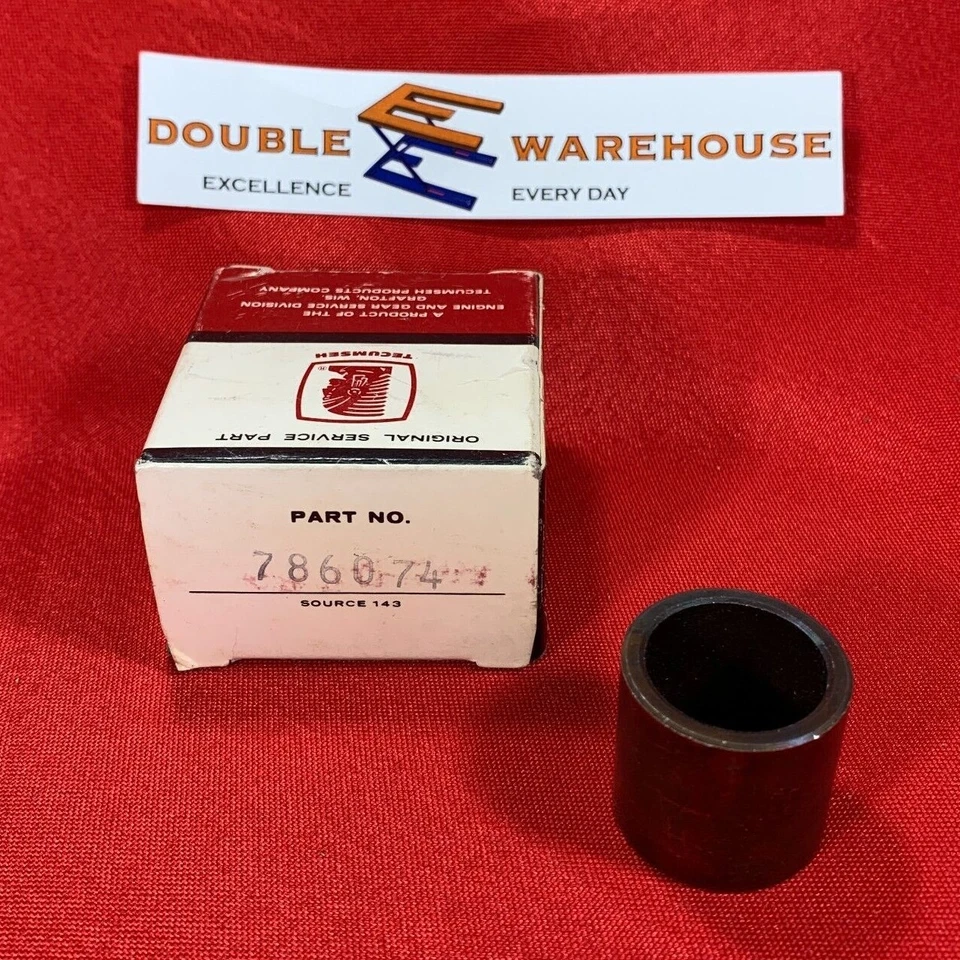 DOUBLE WAREHOUSE
EXCELLENCE EVERY DAY
A PRODUCT OF THE
ENGINE AND GEAR SERVICE DIVISION
GRAFTON, WIS.
TECUMSEH PRODUCTS COMPANY
TECUMSEH
®
ORIGINAL SERVICE PART
PART NO.
786074
SOURCE 143